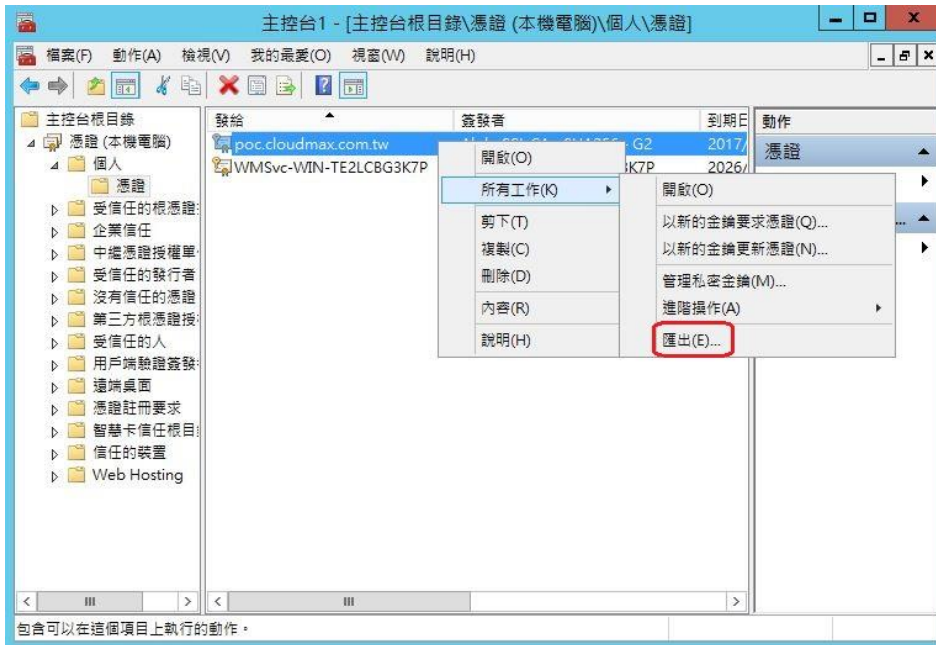 主控台1 - [主控台根目錄\憑證 (本機電腦)\個人\憑證]
檔案(F) 動作(A) 檢視(V) 我的最愛(O) 視窗(W) 說明(H)
主控台根目錄
憑證 (本機電腦)
個人
憑證
受信任的根憑證
企業信任
中繼憑證授權單
受信任的發行者
沒有信任的憑證
第三方根憑證授
受信任的人
用戶端驗證簽發
遠端桌面
憑證註冊要求
智慧卡信任根目
信任的裝置
Web Hosting
發給 簽發者 到期日
poc.cloudmax.com.tw G2 2017/
WMSvc-WIN-TE2LCBG3K7P 3K7P 2026/
開啟(O)
所有工作(K)
剪下(T)
複製(C)
刪除(D)
內容(R)
說明(H)
開啟(O)
以新的金鑰要求憑證(Q)...
以新的金鑰更新憑證(N)...
管理私密金鑰(M)...
進階操作(A)
匯出(E)...
動作
憑證
...
包含可以在這個項目上執行的動作。